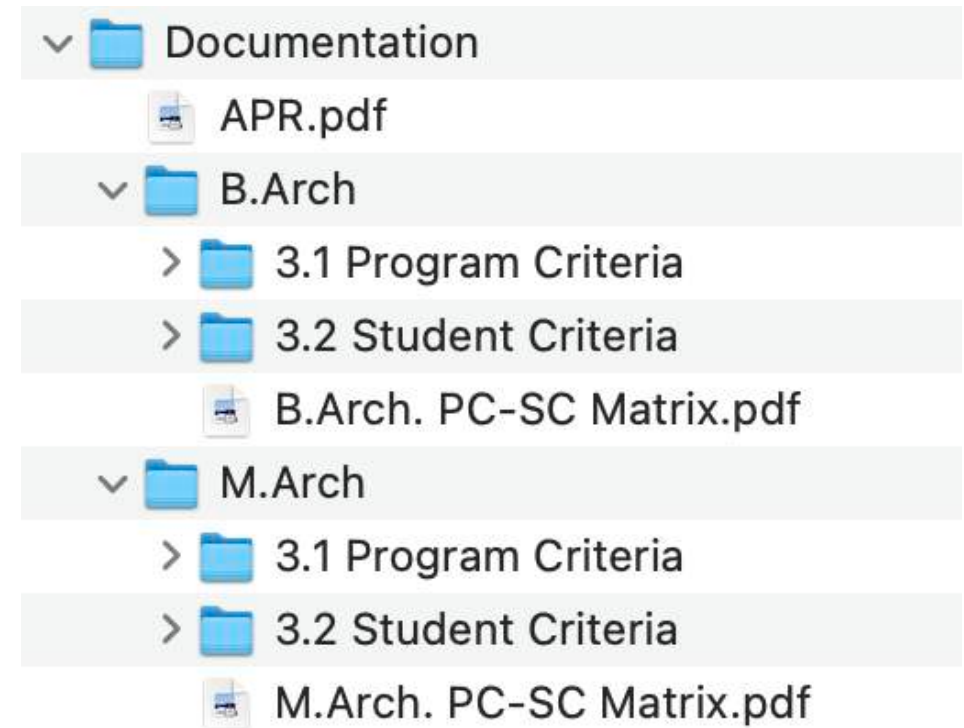 Documentation
APR.pdf
B.Arch
3.1 Program Criteria
3.2 Student Criteria
B.Arch. PC-SC Matrix.pdf
M.Arch
3.1 Program Criteria
3.2 Student Criteria
M.Arch. PC-SC Matrix.pdf